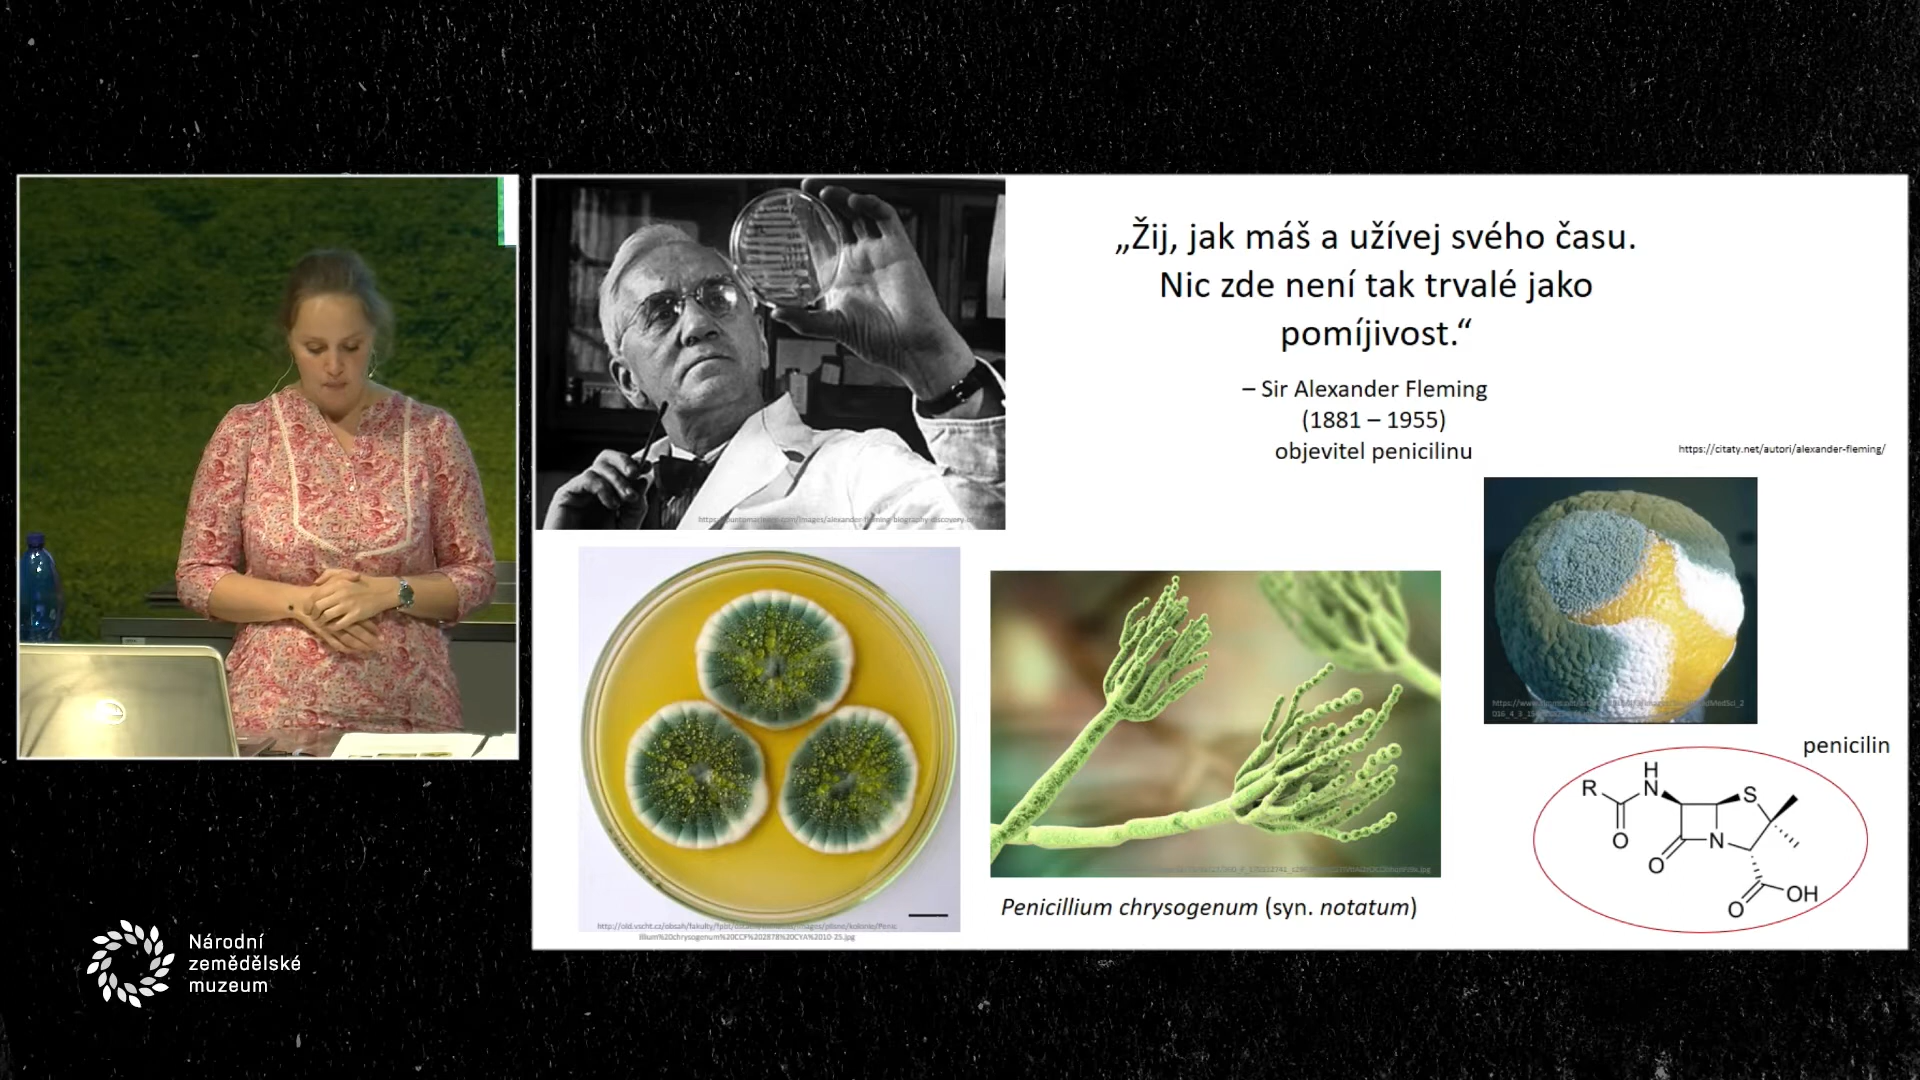 „Žij, jak máš a užívej svého času.
Nic zde není tak trvalé jako
pomíjivost.“
– Sir Alexander Fleming
(1881 – 1955)
objevitel penicilinu
https://citaty.net/autori/alexander-fleming/
Penicillium chrysogenum (syn. notatum)
penicilin
R
H
N
S
O
O
N
O
OH
Národní
zemědělské
muzeum